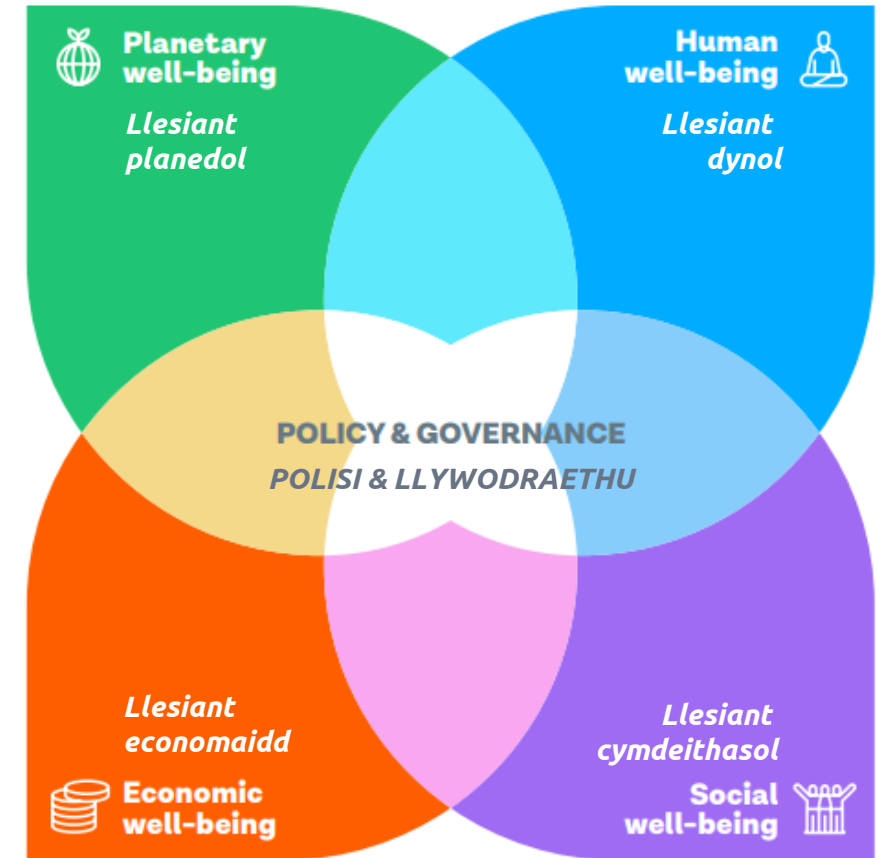 Planetary
well-being
Llesiant
planedol
Human
well-being
Llesiant
dynol
POLICY & GOVERNANCE
POLISI & LLYWODRAETHU
Llesiant
economaidd
Economic
well-being
Llesiant
cymdeithasol
Social
well-being